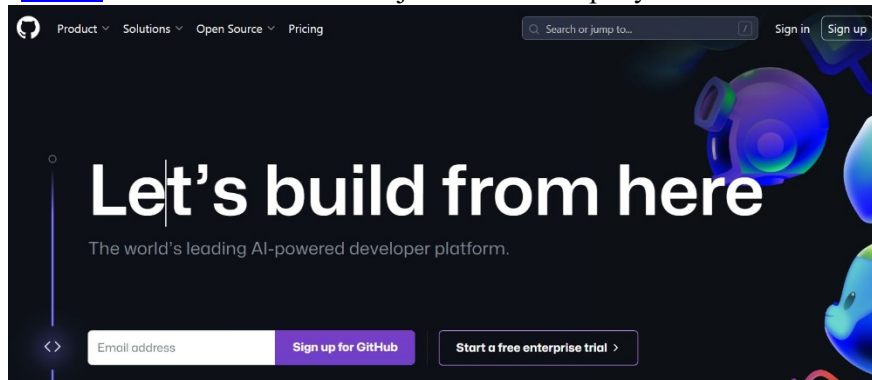 Product Solutions Open Source Pricing Search or jump to... / Sign in Sign up
Let's build from here
The world's leading AI-powered developer platform.
<> Email address Sign up for GitHub Start a free enterprise trial >